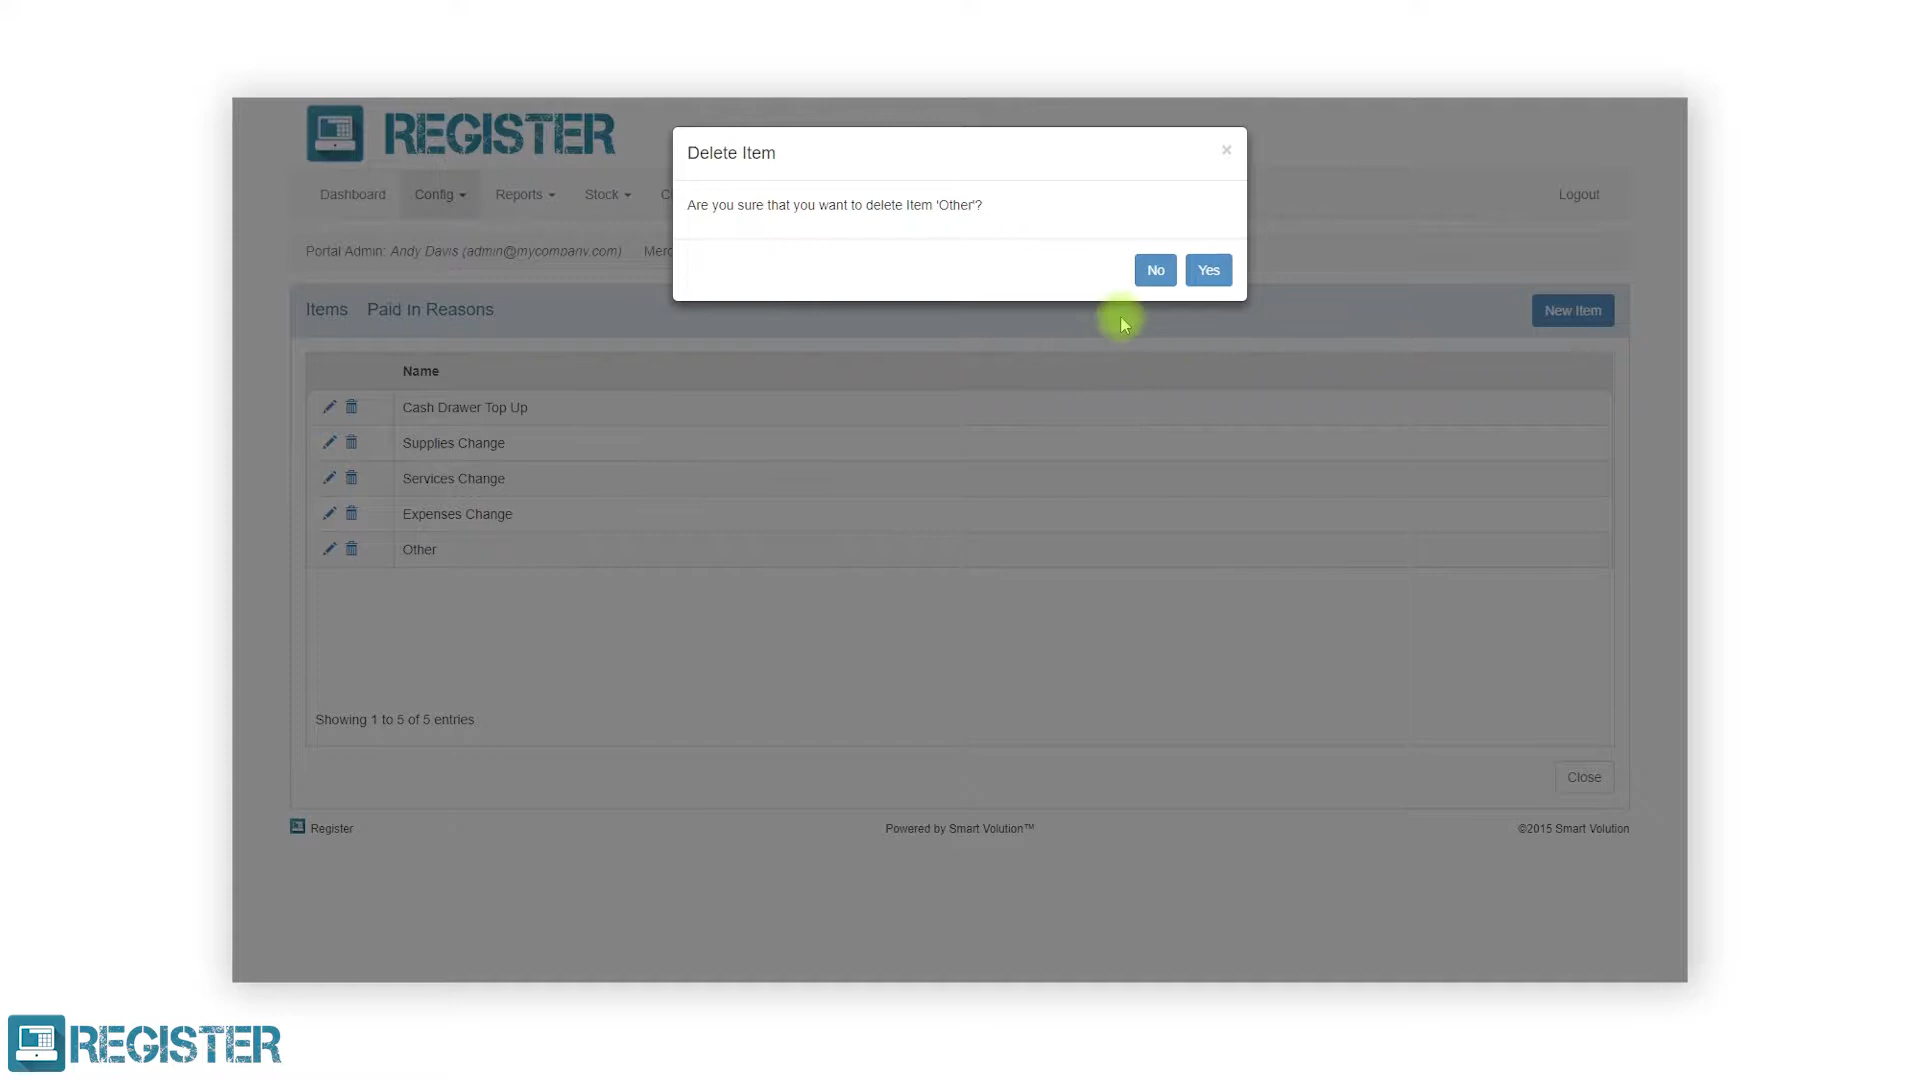 REGISTER
Delete Item
×
Are you sure that you want to delete Item 'Other'?
No Yes
Dashboard Config Reports Stock C Logout
Portal Admin: Andy Davis (admin@mycompany.com) Merc
Items Paid In Reasons New Item
Name
Cash Drawer Top Up
Supplies Change
Services Change
Expenses Change
Other
Showing 1 to 5 of 5 entries
Close
Register Powered by Smart Volution™ ©2015 Smart Volution
REGISTER